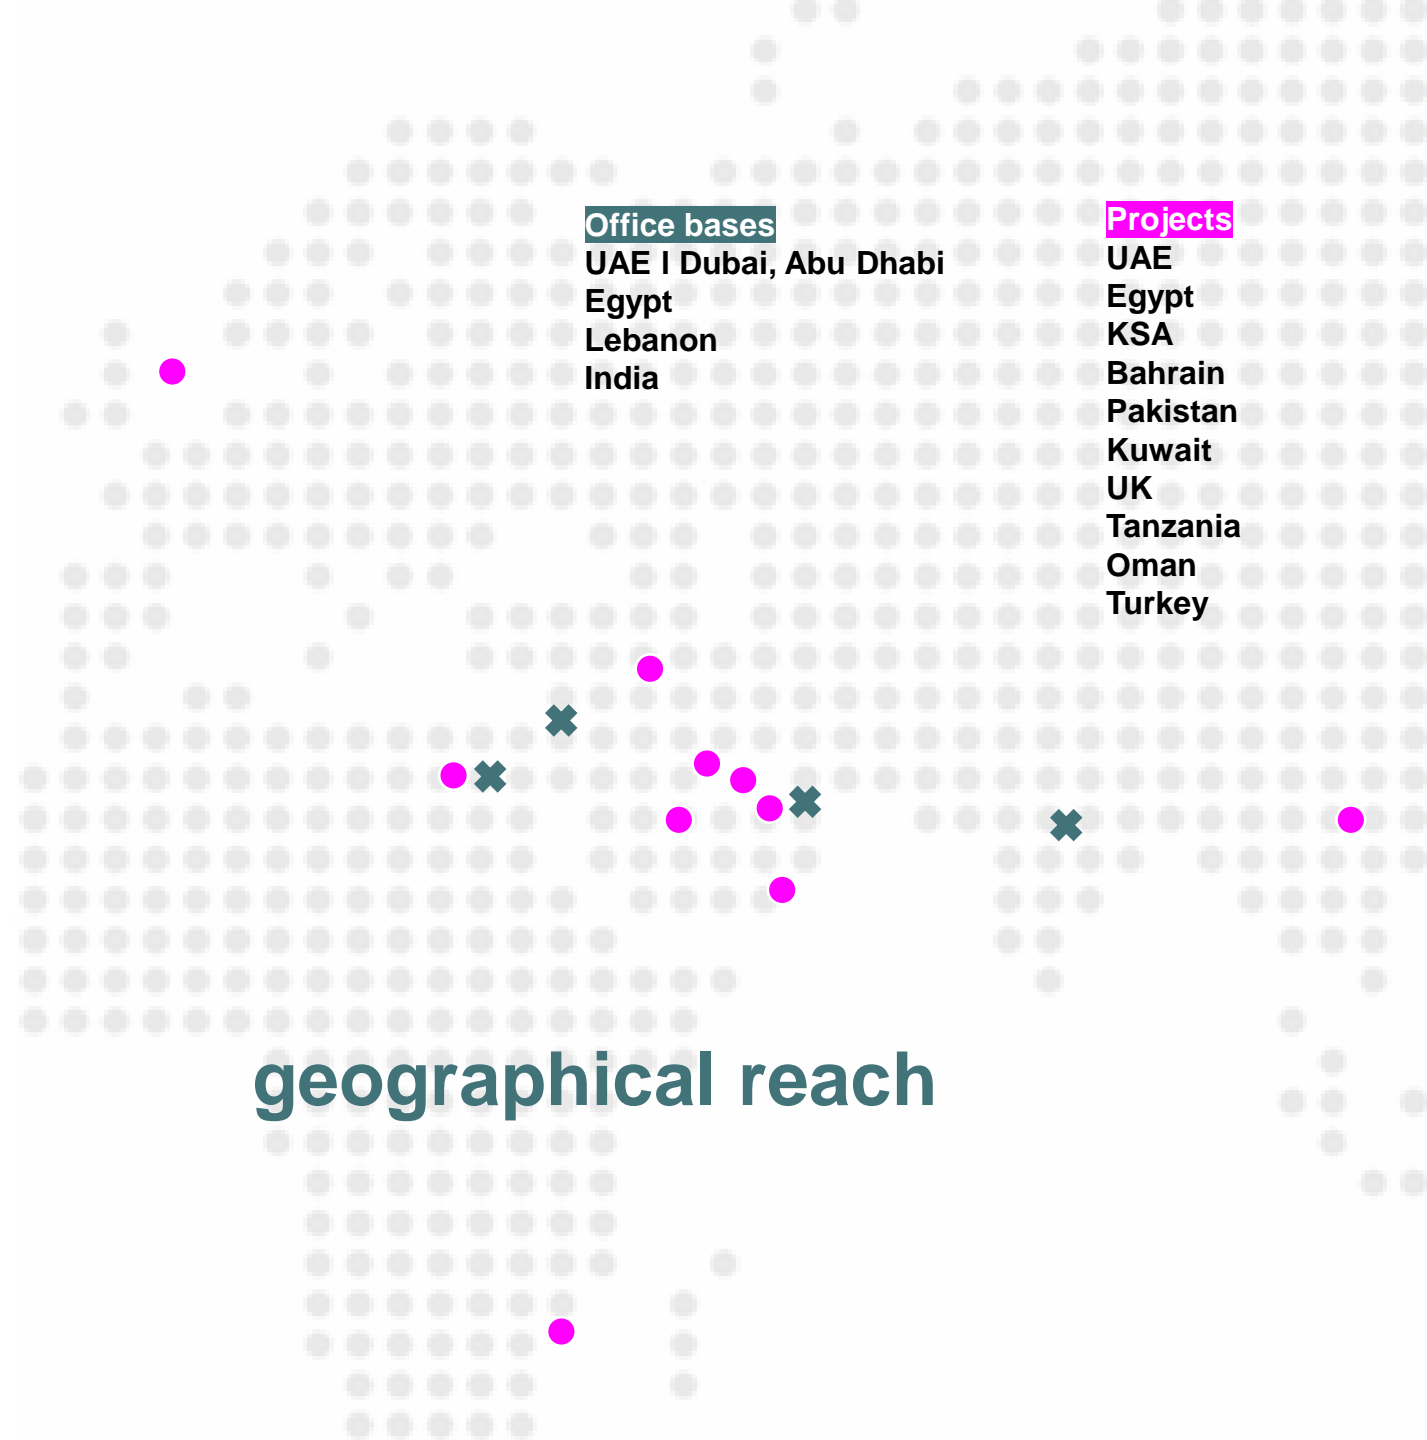 Office bases
UAE l Dubai, Abu Dhabi
Egypt
Lebanon
India
Projects
UAE
Egypt
KSA
Bahrain
Pakistan
Kuwait
UK
Tanzania
Oman
Turkey
geographical reach